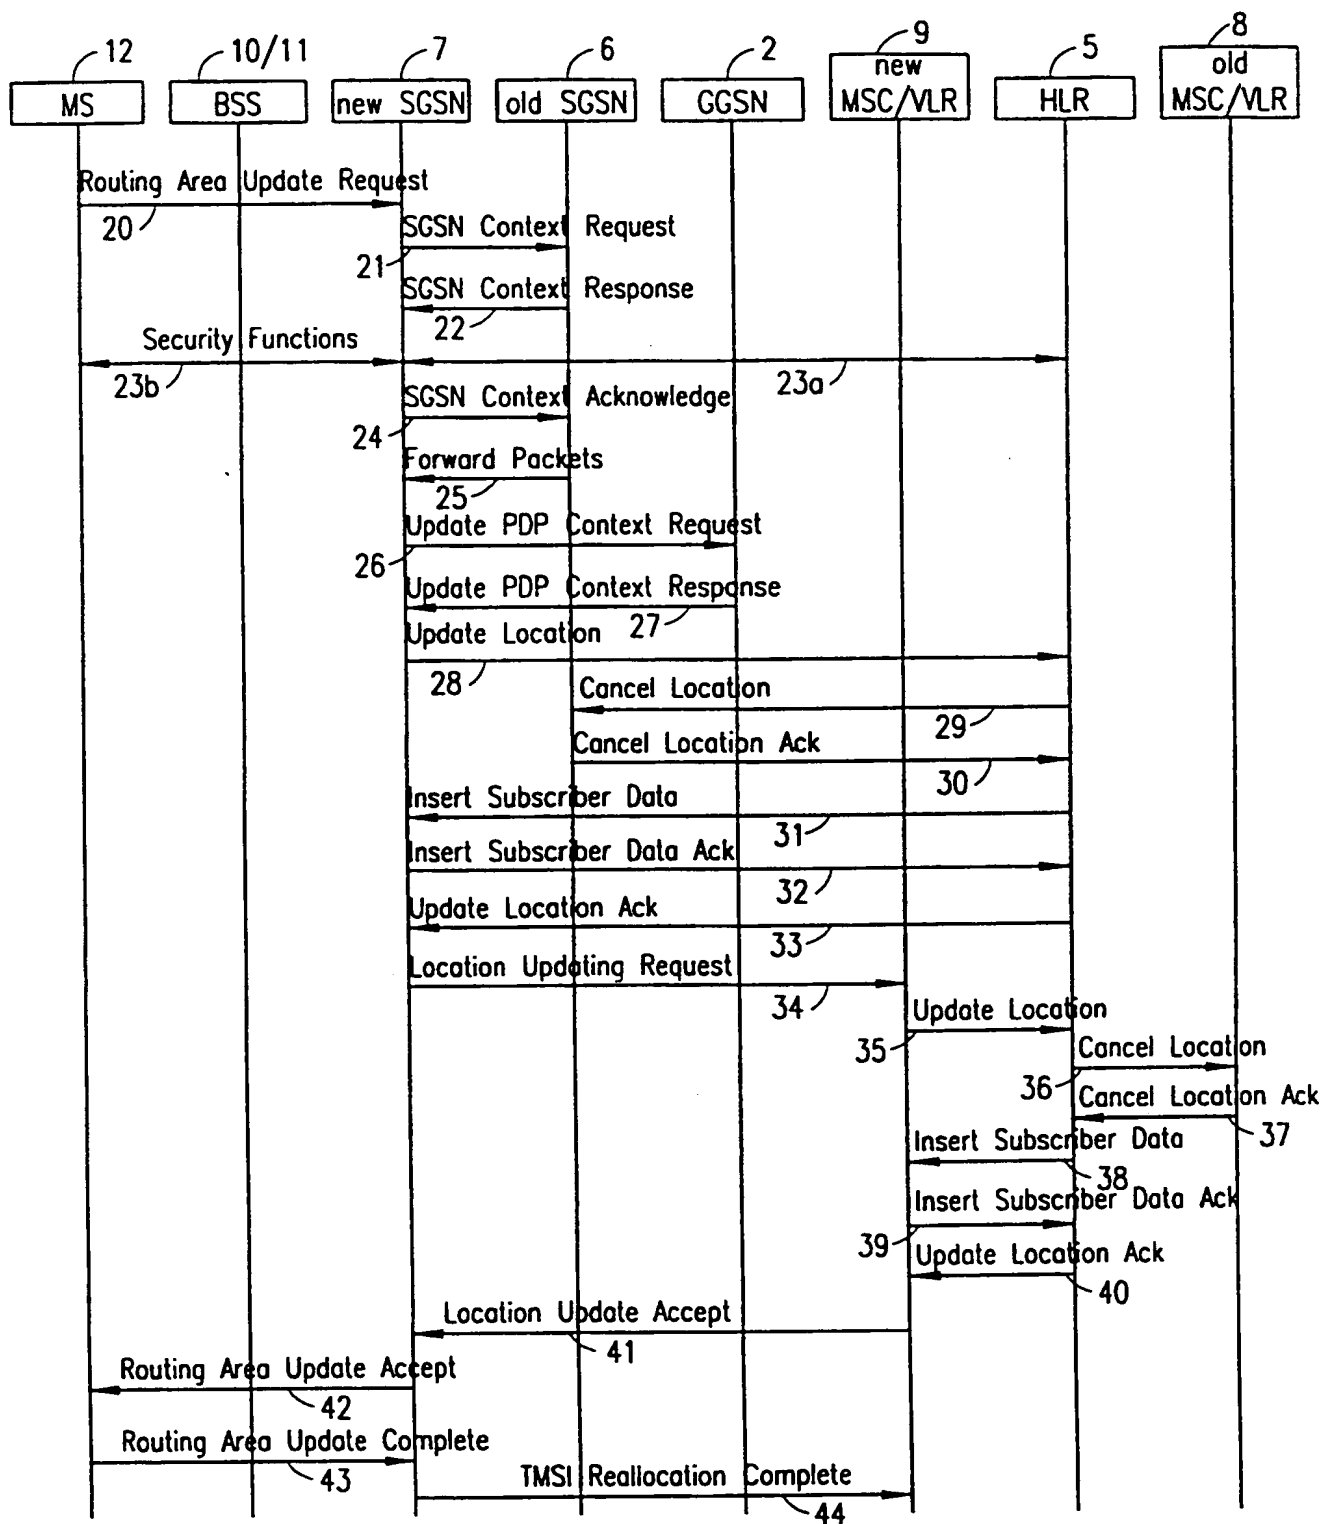 12
10/11
7
6
2
9
5
8
MS
BSS
new SGSN
old SGSN
GGSN
new
MSC/VLR
HLR
old
MSC/VLR
Routing Area Update Request
20
SGSN Context Request
21
SGSN Context Response
22
Security Functions
23b
23a
SGSN Context Acknowledge
24
Forward Packets
25
Update PDP Context Request
26
Update PDP Context Response
27
Update Location
28
Cancel Location
29
Cancel Location Ack
30
Insert Subscriber Data
31
Insert Subscriber Data Ack
32
Update Location Ack
33
Location Updating Request
34
Update Location
35
Cancel Location
36
Cancel Location Ack
37
Insert Subscriber Data
38
Insert Subscriber Data Ack
39
Update Location Ack
40
Location Update Accept
41
Routing Area Update Accept
42
Routing Area Update Complete
43
TMSI Reallocation Complete
44